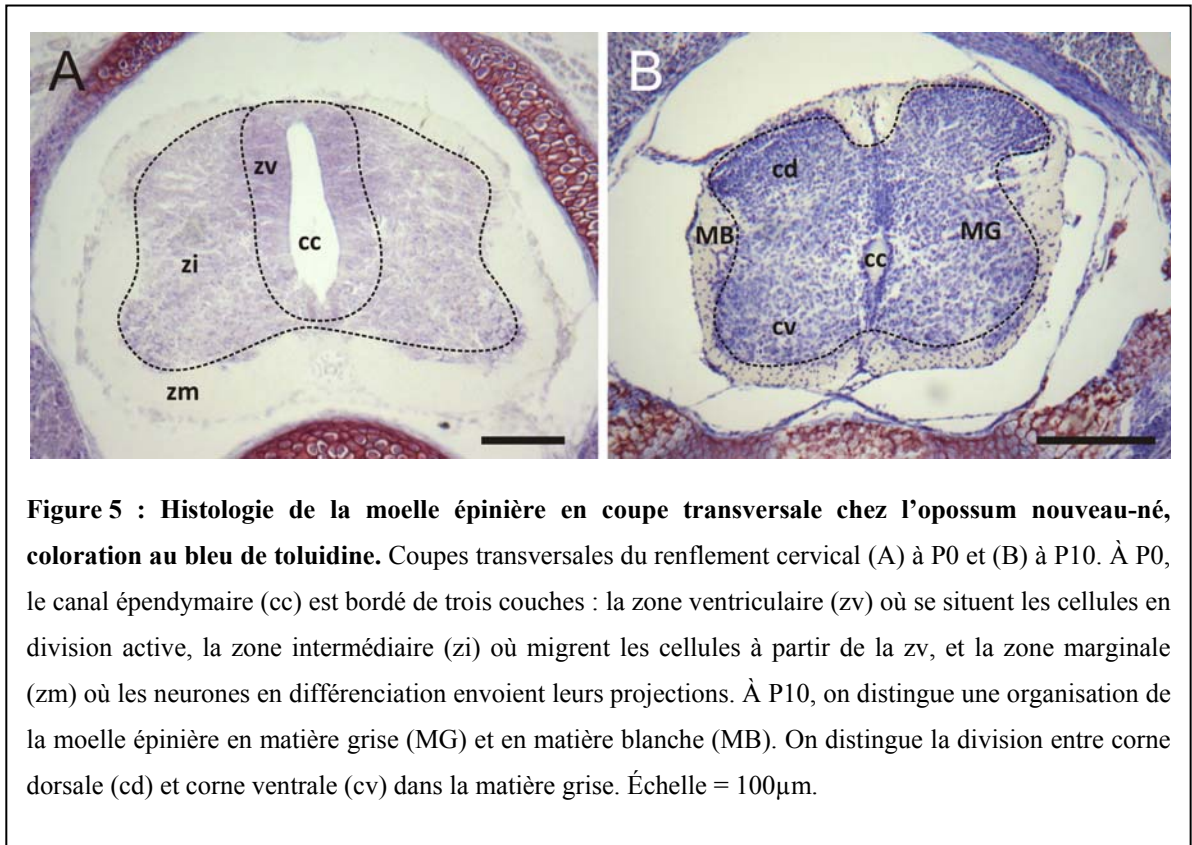 A
B
zv
cd
MB
MG
cc
cc
zi
cv
zm
Figure 5 : Histologie de la moelle épinière en coupe transversale chez l'opossum nouveau-né,
coloration au bleu de toluidine. Coupes transversales du renflement cervical (A) à P0 et (B) à P10. À P0,
le canal épendymaire (cc) est bordé de trois couches : la zone ventriculaire (zv) où se situent les cellules en
division active, la zone intermédiaire (zi) où migrent les cellules à partir de la zv, et la zone marginale
(zm) où les neurones en différenciation envoient leurs projections. À P10, on distingue une organisation de
la moelle épinière en matière grise (MG) et en matière blanche (MB). On distingue la division entre corne
dorsale (cd) et corne ventrale (cv) dans la matière grise. Échelle = 100µm.